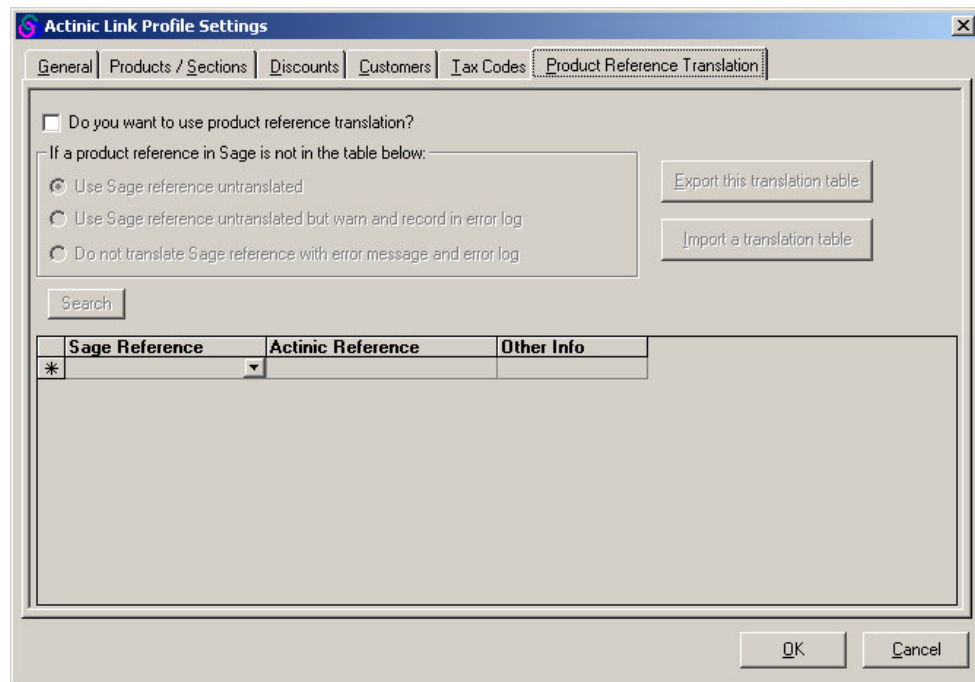 Actinic Link Profile Settings
General Products / Sections Discounts Customers Tax Codes Product Reference Translation
Do you want to use product reference translation?
If a product reference in Sage is not in the table below:
Use Sage reference untranslated
Export this translation table
Use Sage reference untranslated but warn and record in error log
Import a translation table
Do not translate Sage reference with error message and error log
Search
Sage Reference Actinic Reference Other Info
OK Cancel